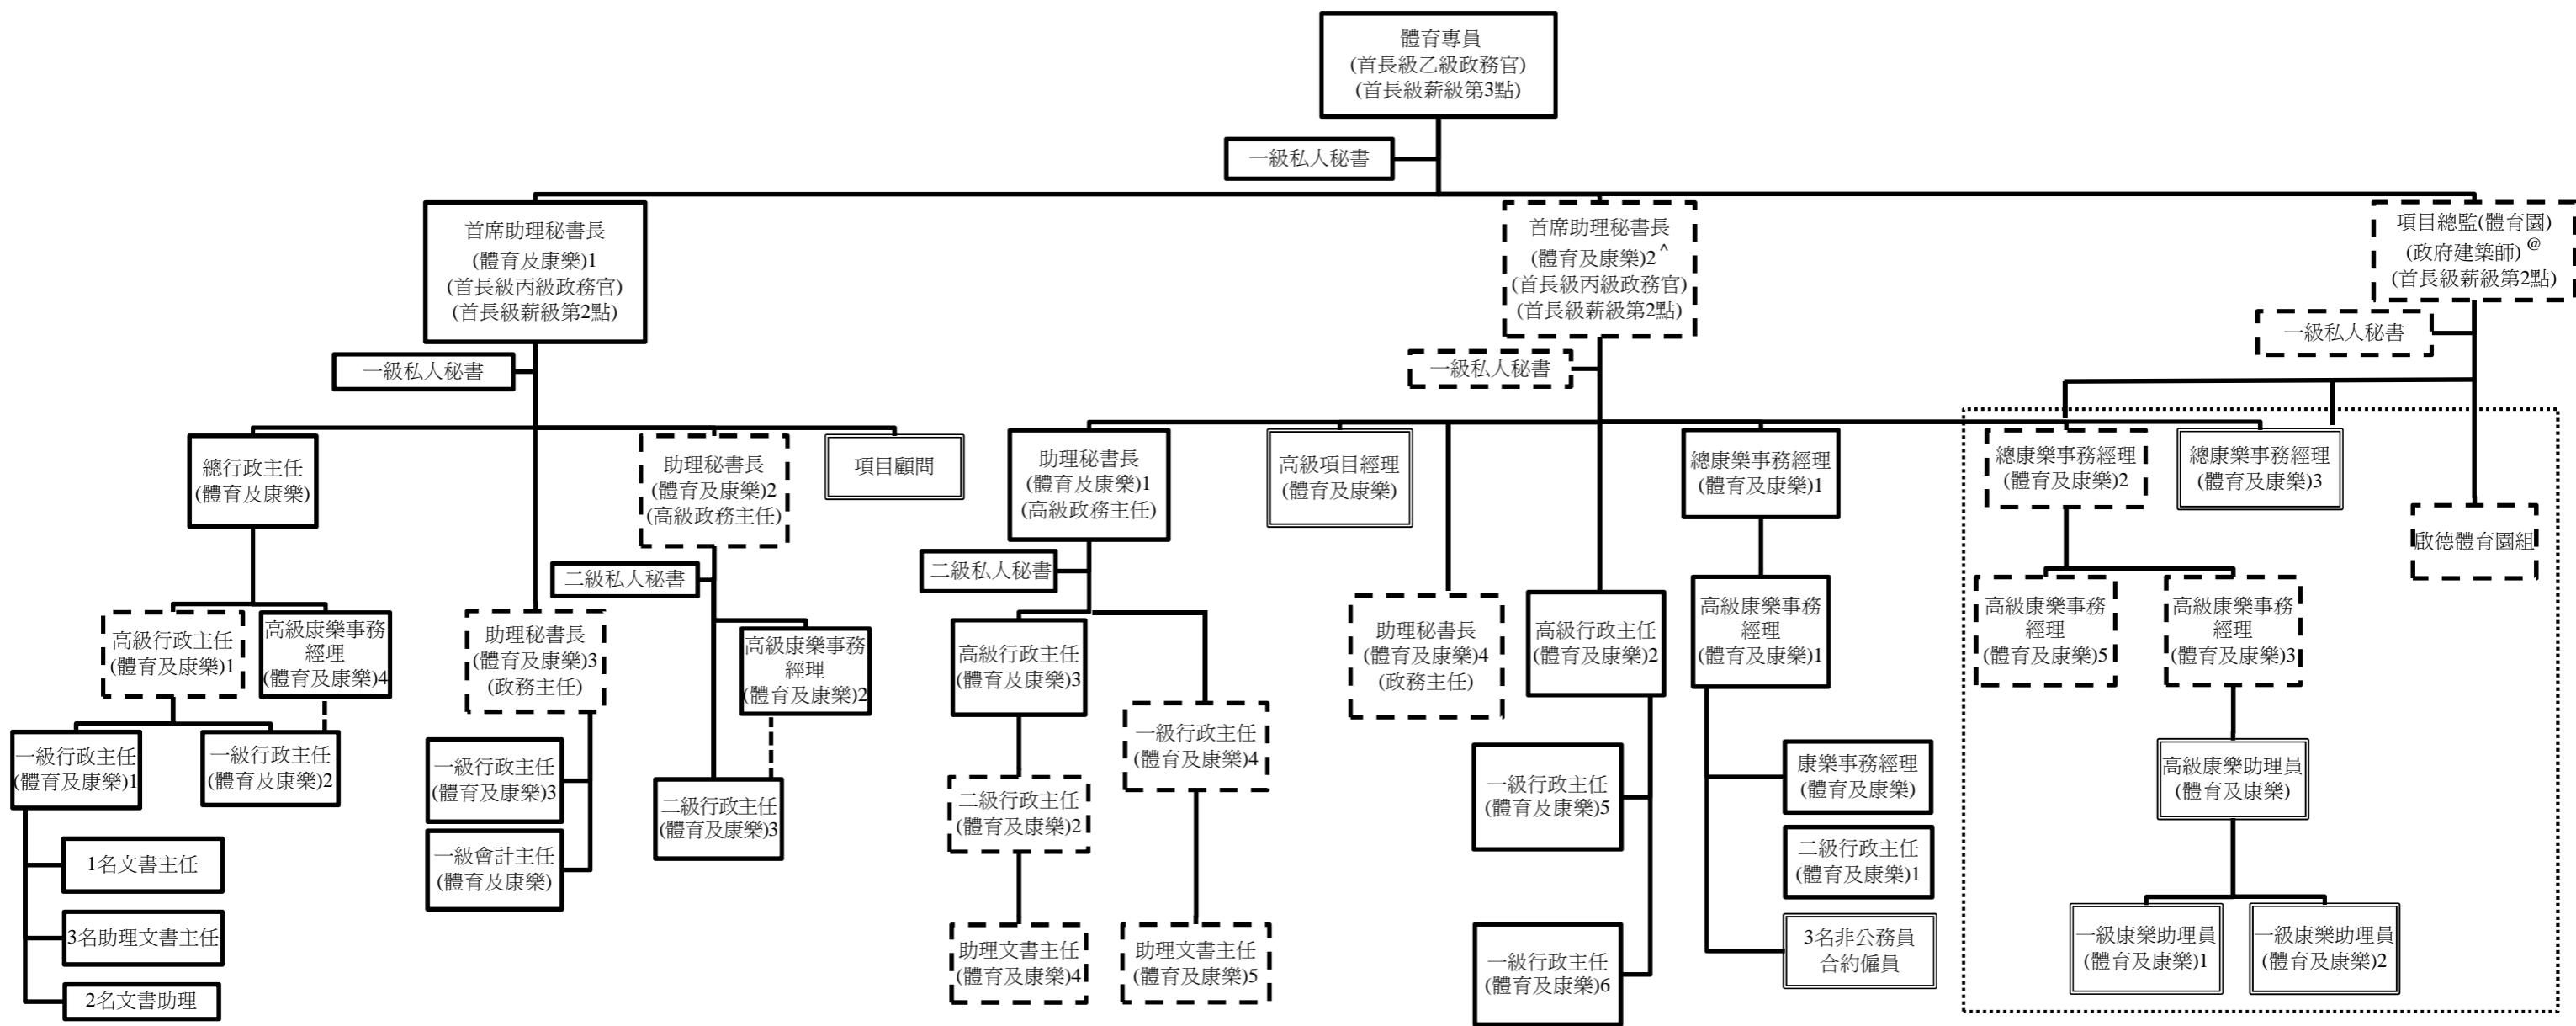 體育專員
(首長級乙級政務官)
(首長級薪級第3點)
一級私人秘書
首席助理秘書長
(體育及康樂)1
(首長級丙級政務官)
(首長級薪級第2點)
首席助理秘書長
(體育及康樂)2^
(首長級丙級政務官)
(首長級薪級第2點)
項目總監(體育園)
(政府建築師)@
(首長級薪級第2點)
一級私人秘書
一級私人秘書
一級私人秘書
總行政主任
(體育及康樂)
助理秘書長
(體育及康樂)2
(高級政務主任)
項目顧問
助理秘書長
(體育及康樂)1
(高級政務主任)
高級項目經理
(體育及康樂)
總康樂事務經理
(體育及康樂)1
總康樂事務經理
(體育及康樂)2
總康樂事務經理
(體育及康樂)3
啟德體育園組
二級私人秘書
二級私人秘書
高級行政主任
(體育及康樂)1
高級康樂事務
經理
(體育及康樂)4
助理秘書長
(體育及康樂)3
(政務主任)
高級康樂事務
經理
(體育及康樂)2
高級行政主任
(體育及康樂)3
助理秘書長
(體育及康樂)4
(政務主任)
高級行政主任
(體育及康樂)2
高級康樂事務
經理
(體育及康樂)1
高級康樂事務
經理
(體育及康樂)5
高級康樂事務
經理
(體育及康樂)3
一級行政主任
(體育及康樂)1
一級行政主任
(體育及康樂)2
一級行政主任
(體育及康樂)3
二級行政主任
(體育及康樂)3
一級行政主任
(體育及康樂)4
二級行政主任
(體育及康樂)2
一級行政主任
(體育及康樂)5
康樂事務經理
(體育及康樂)
高級康樂助理員
(體育及康樂)
1名文書主任
一級會計主任
(體育及康樂)
二級行政主任
(體育及康樂)1
3名助理文書主任
助理文書主任
(體育及康樂)4
助理文書主任
(體育及康樂)5
一級行政主任
(體育及康樂)6
3名非公務員
合約僱員
一級康樂助理員
(體育及康樂)1
一級康樂助理員
(體育及康樂)2
2名文書助理